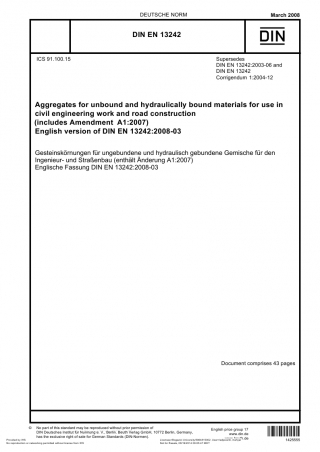 DEUTSCHE NORM
March 2008
DIN EN 13242
DIN
ICS 91.100.15
Supersedes
DIN EN 13242:2003-06 and
DIN EN 13242
Corrigendum 1:2004-12
Aggregates for unbound and hydraulically bound materials for use in
civil engineering work and road construction
(includes Amendment A1:2007)
English version of DIN EN 13242:2008-03
Gesteinskörnungen für ungebundene und hydraulisch gebundene Gemische für den
Ingenieur- und Straßenbau (enthält Änderung A1:2007)
Englische Fassung DIN EN 13242:2008-03
Document comprises 43 pages
© No part of this standard may be reproduced without prior permission of
DIN Deutsches Institut für Normung e. V., Berlin. Beuth Verlag GmbH, 10772 Berlin, Germany,
has the exclusive right of sale for German Standards (DIN-Normen).
English price group 17
www.din.de